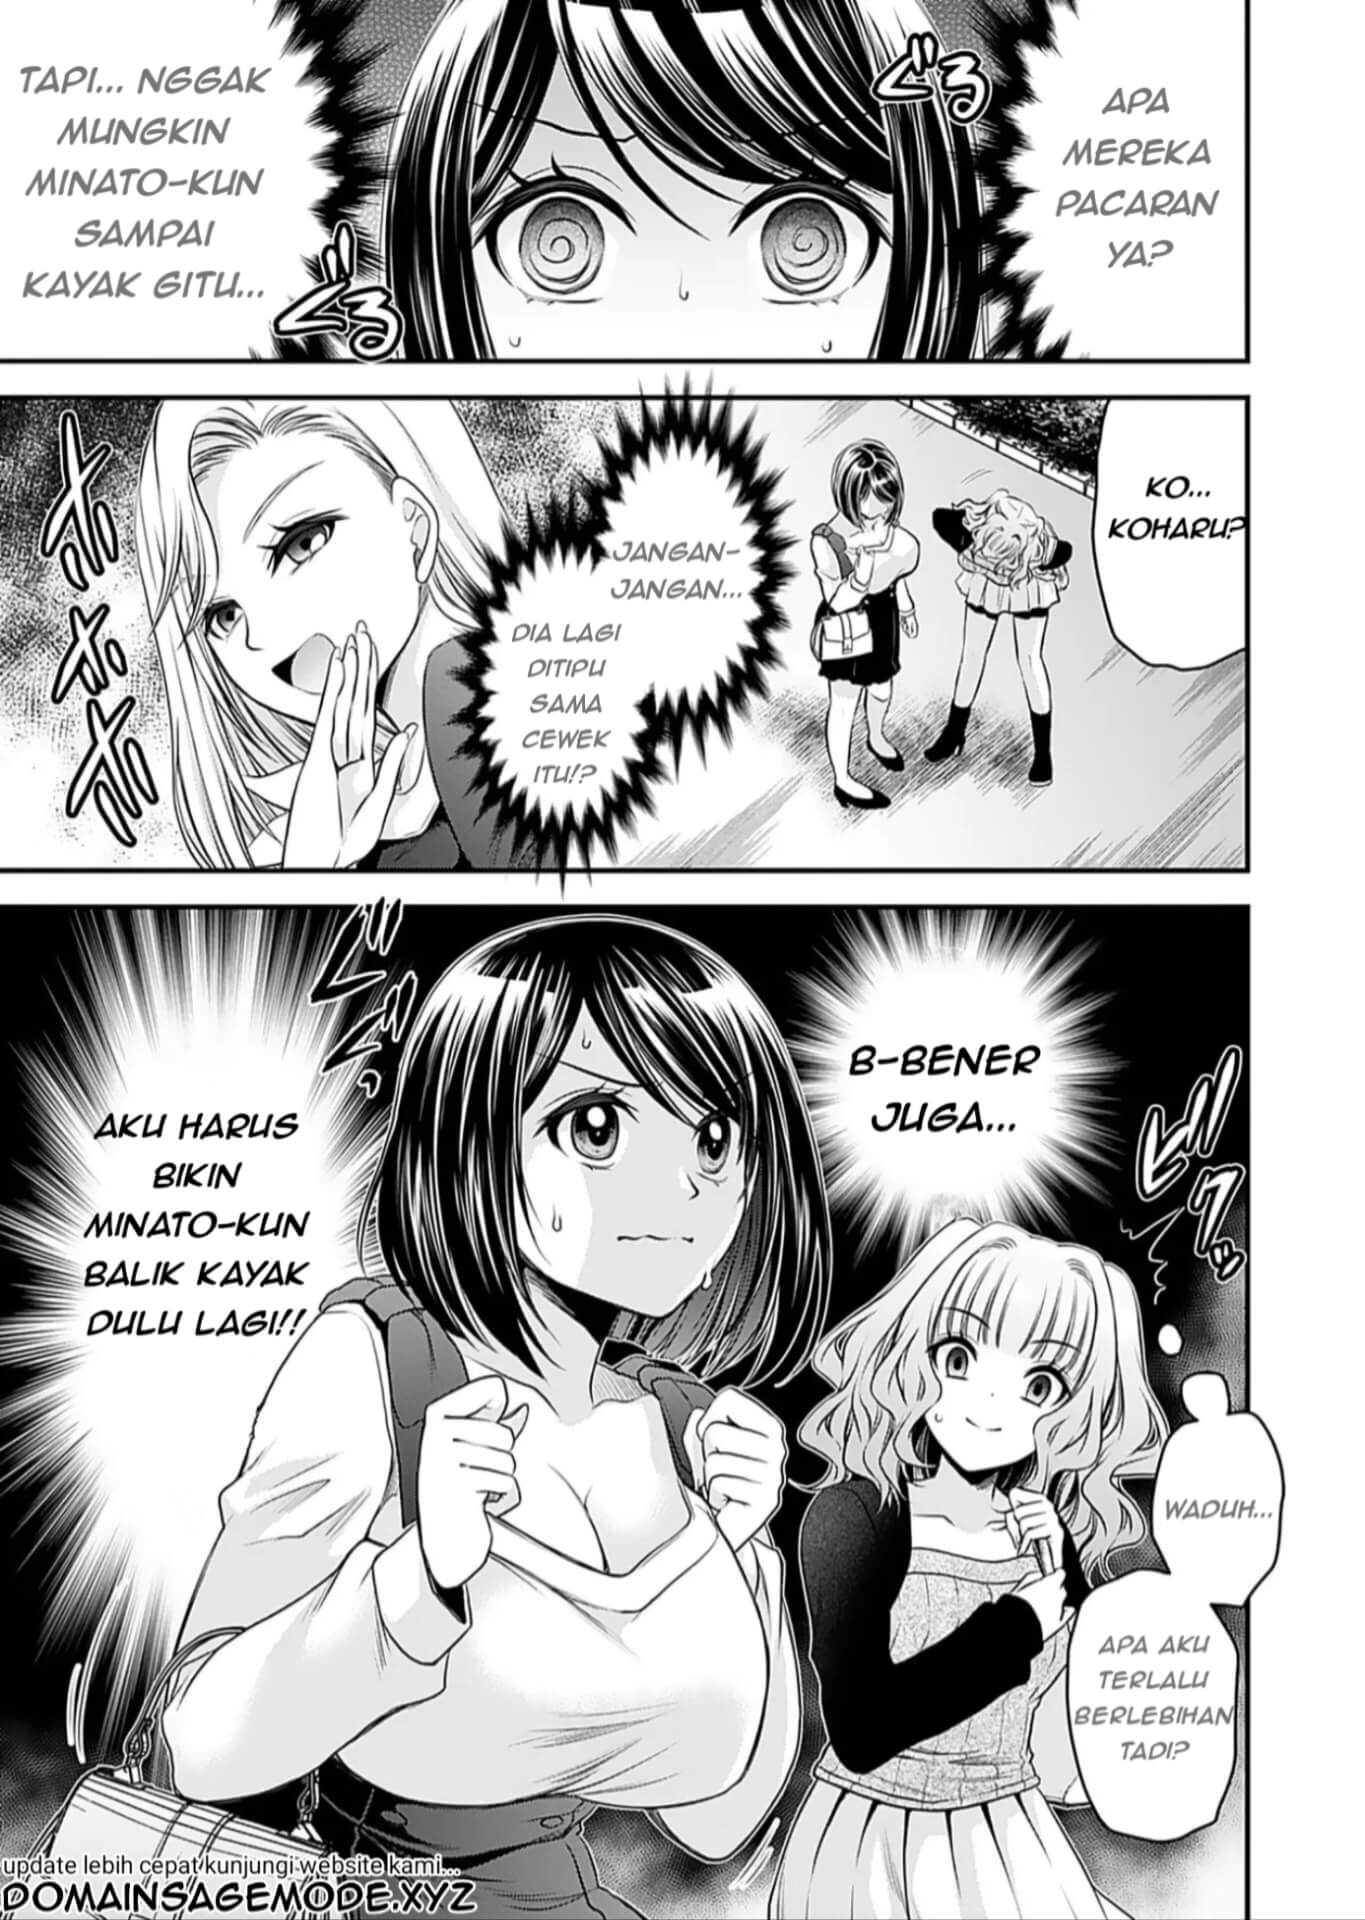 APA
MEREKA
PACARAN
YA?
ぐる
TAPI... NGGAK
MUNGKIN
MINATO-KUN
SAMPAI
KAYAK GITU...
ぐる
KO...
KOHARU?
JANGAN-
JANGAN...
DIA LAGI
DITIPU
SAMA
CEWEK
ITU!?
B-BENER
JUGA...
AKU HARUS
BIKIN
MINATO-KUN
BALIK KAYAK
DULU LAGI!!
WADUH...
APA AKU
TERLALU
BERLEBIHAN
TADI?
update lebih cepat kunjungi website kami...
DOMAINSAGEMODE.XYZ